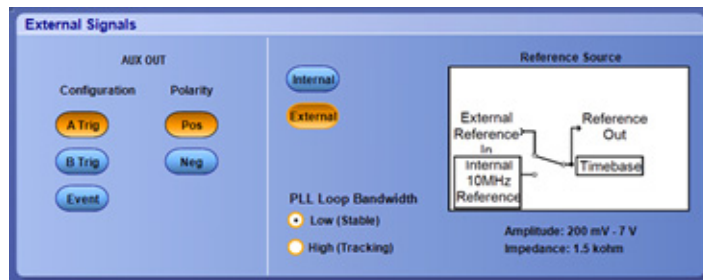 External Signals
AUX OUT
Configuration
Polarity
A Trig
Pos
B Trig
Neg
Event
Internal
External
PLL Loop Bandwidth
Low (Stable)
High (Tracking)
Reference Source
External
Reference
In
Internal
10MHz
Reference
Reference
Out
Timebase
Amplitude: 200 mV - 7 V
Impedance: 1.5 kohm